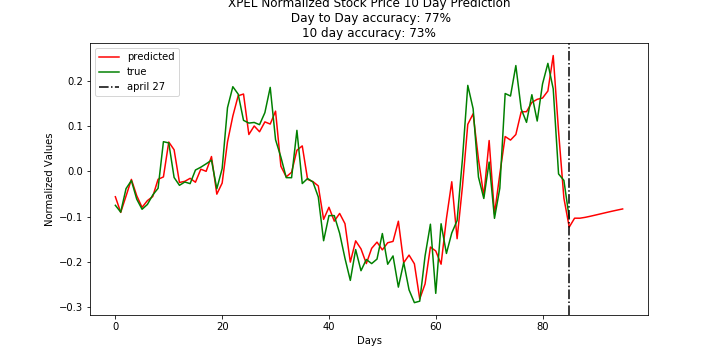 XPEL Normalized Stock Price 10 Day Prediction
Day to Day accuracy: 77%
10 day accuracy: 73%
predicted
true
april 27
Normalized Values
0.2
0.1
0.0
−0.1
−0.2
−0.3
0
20
40
60
80
Days